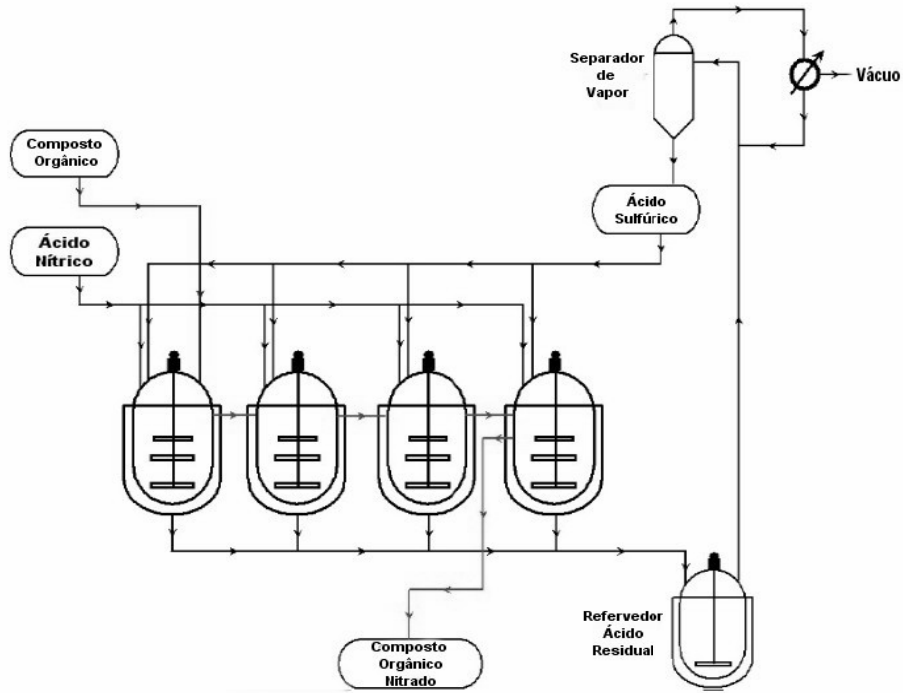 Separador
de
Vapor
Vácuo
Composto
Orgânico
Ácido
Sulfúrico
Ácido
Nítrico
Refervedor
Ácido
Residual
Composto
Orgânico
Nitrado